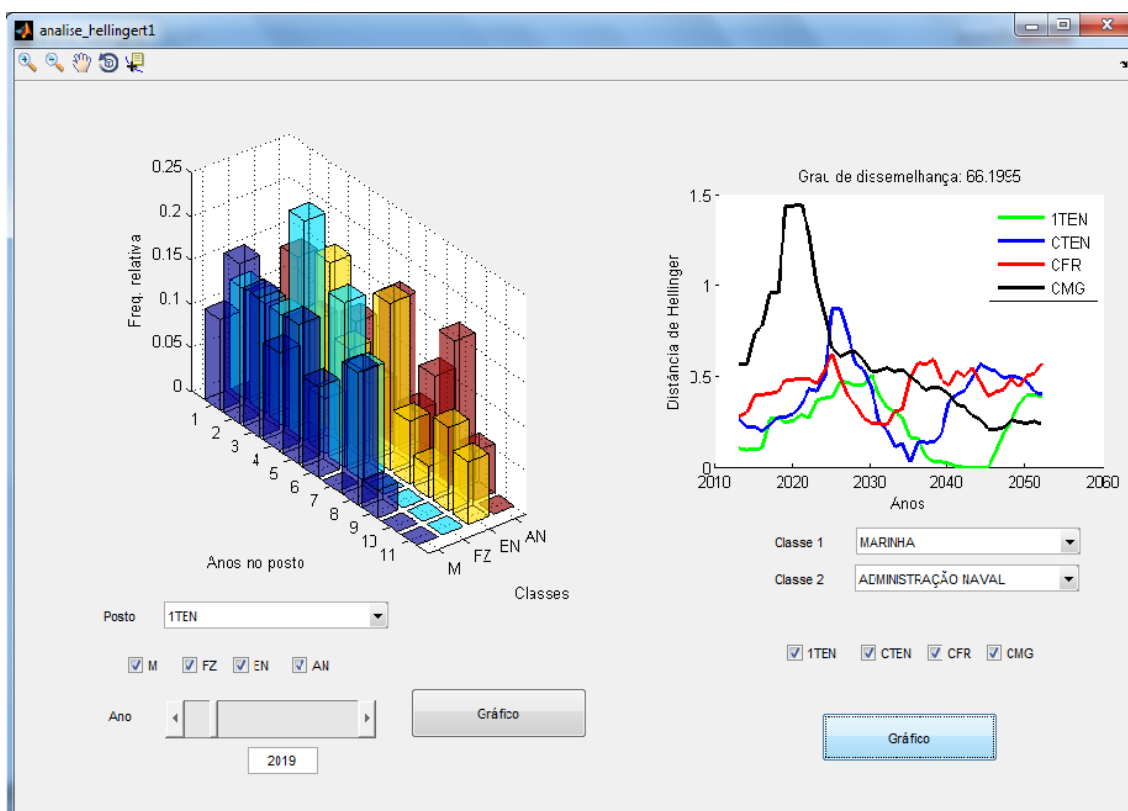 analise_hellingert1
Freq. relativa
0.25
0.2
0.15
0.1
0.05
0
1
2
3
4
5
6
7
8
9
10
11
Anos no posto
M
FZ
EN
AN
Classes
Posto 1TEN
M FZ EN AN
Ano
2019
Gráfico
Grau de dissemelhança: 66.1995
Distância de Hellinger
1.5
1
0.5
0
1TEN
CTEN
CFR
CMG
2010 2020 2030 2040 2050 2060
Anos
Classe 1 MARINHA
Classe 2 ADMINISTRAÇÃO NAVAL
1TEN CTEN CFR CMG
Gráfico